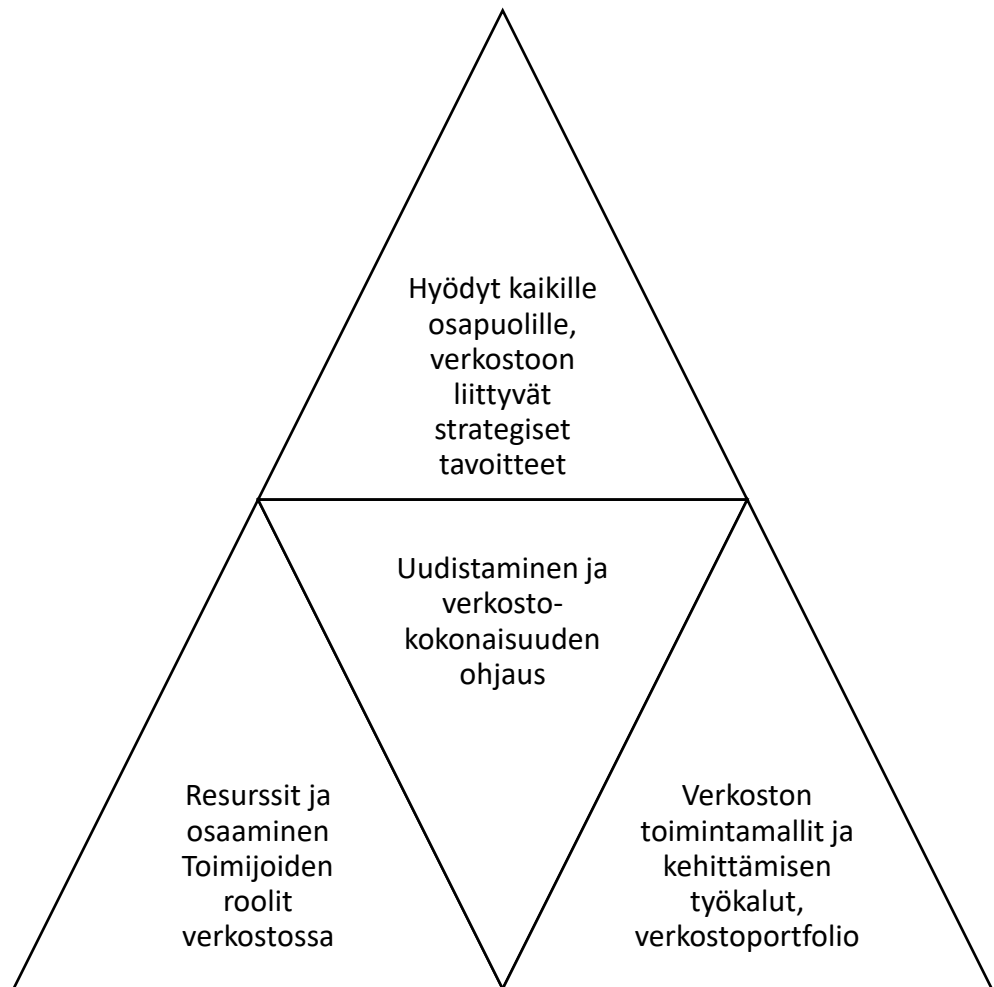 Hyödyt kaikille
osapuolille,
verkostoon
liittyvät
strategiset
tavoitteet
Uudistaminen ja
verkosto-
kokonaisuuden
ohjaus
Resurssit ja
osaaminen
Toimijoiden
roolit
verkostossa
Verkoston
toimintamallit ja
kehittämisen
työkalut,
verkostoportfolio